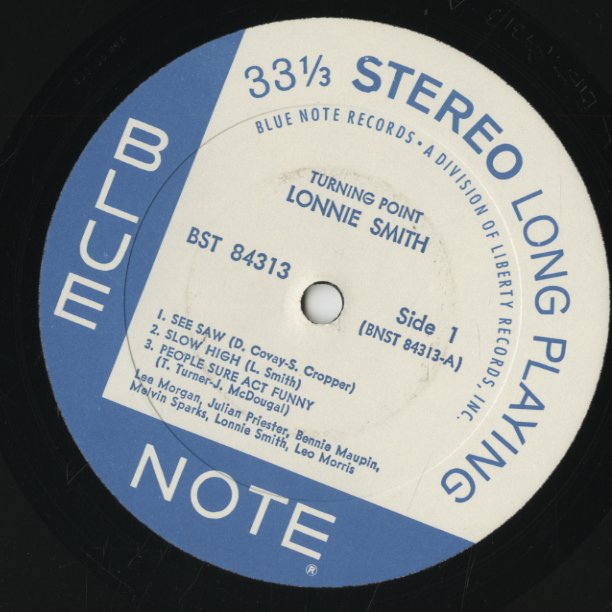 33⅓ STEREO LONG PLAYING
BLUE NOTE RECORDS • A DIVISION OF LIBERTY RECORDS, INC.
BLUE
NOTE
®
TURNING POINT
LONNIE SMITH
BST 84313
Side 1
(BNST 84313-A)
1. SEE SAW (D. Covay-S. Cropper)
2. SLOW HIGH (L. Smith)
3. PEOPLE SURE ACT FUNNY
(T. Turner-J. McDougal)
Lee Morgan, Julian Priester, Bennie Maupin,
Melvin Sparks, Lonnie Smith, Leo Morris